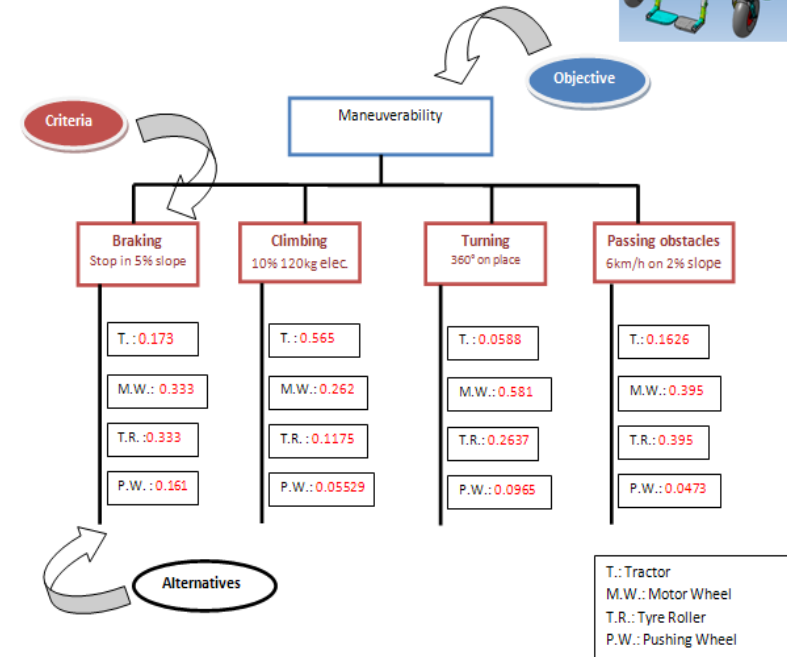 Objective
Criteria
Maneuverability
Braking
Stop in 5% slope
Climbing
10% 120kg elec.
Turning
360° on place
Passing obstacles
6km/h on 2% slope
T. : 0.173
M.W.: 0.333
T.R. :0.333
P.W. : 0.161
T. : 0.565
M.W.: 0.262
T.R. : 0.1175
P.W.: 0.05529
T. : 0.0588
M.W.: 0.581
T.R.: 0.2637
P.W.: 0.0965
T.: 0.1626
M.W.: 0.395
T.R.: 0.395
P.W.: 0.0473
Alternatives
T.: Tractor
M.W.: Motor Wheel
T.R.: Tyre Roller
P.W.: Pushing Wheel